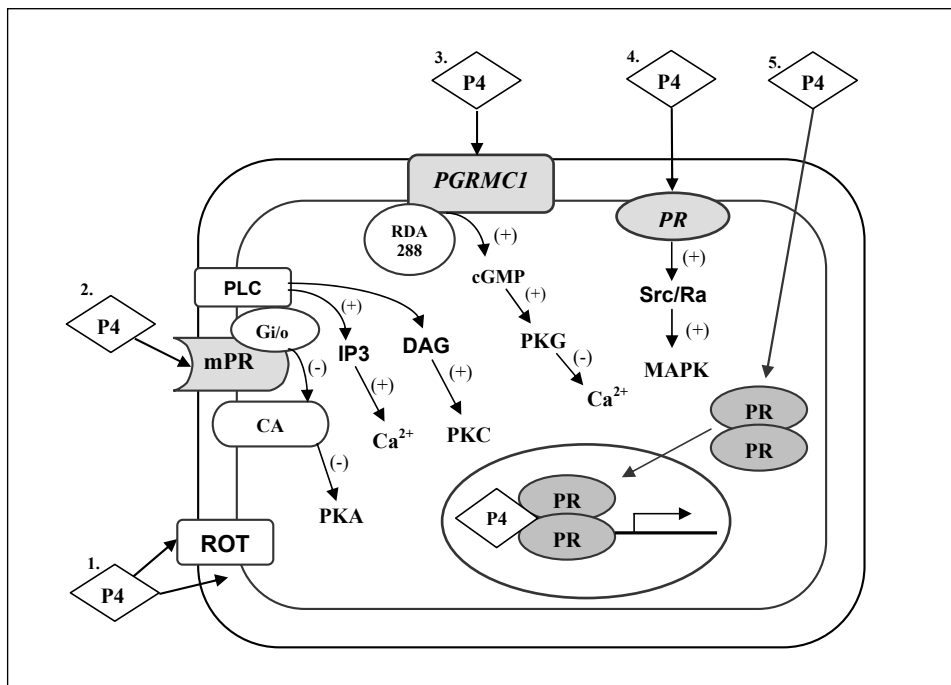 3.
P4
4.
P4
5.
P4
PGRMC1
PR
RDA
288
(+)
(+)
cGMP
Src/Ra
PLC
2.
P4
(+)
(+)
(+)
Gi/o
mPR
IP3
DAG
PKG
MAPK
(-)
(-)
(+)
(+)
Ca²⁺
PR
PR
CA
Ca²⁺
PKC
(-)
PKA
P4
PR
PR
ROT
1.
P4